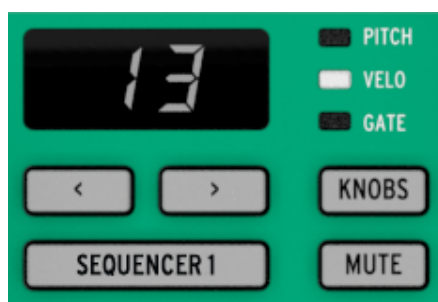 13
PITCH
VELO
GATE
< > KNOBS
SEQUENCER 1 MUTE